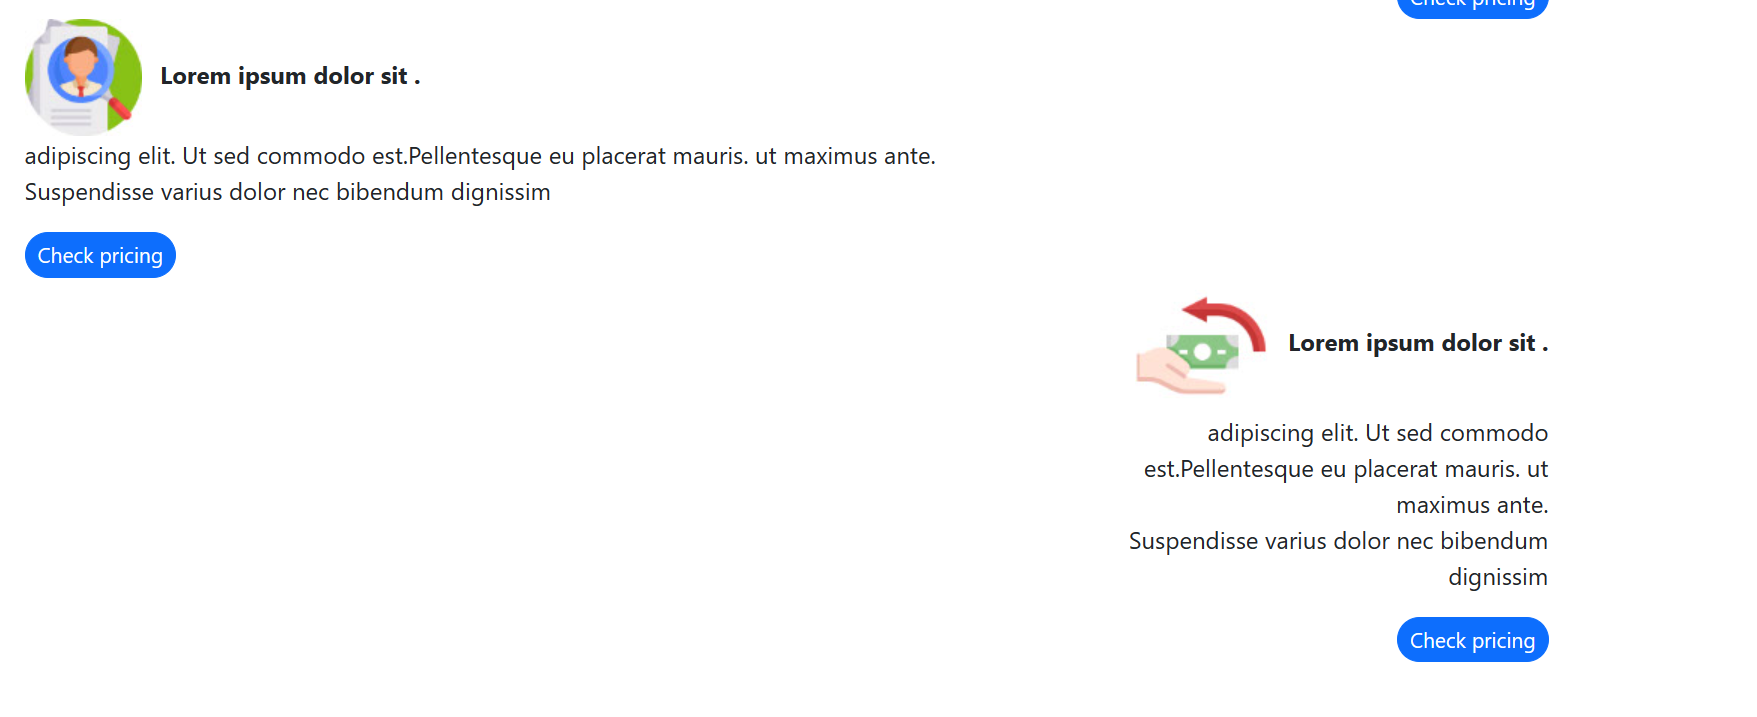 Check pricing
Lorem ipsum dolor sit .
adipiscing elit. Ut sed commodo est.Pellentesque eu placerat mauris. ut maximus ante.
Suspendisse varius dolor nec bibendum dignissim
Check pricing
Lorem ipsum dolor sit .
adipiscing elit. Ut sed commodo
est.Pellentesque eu placerat mauris. ut
maximus ante.
Suspendisse varius dolor nec bibendum
dignissim
Check pricing